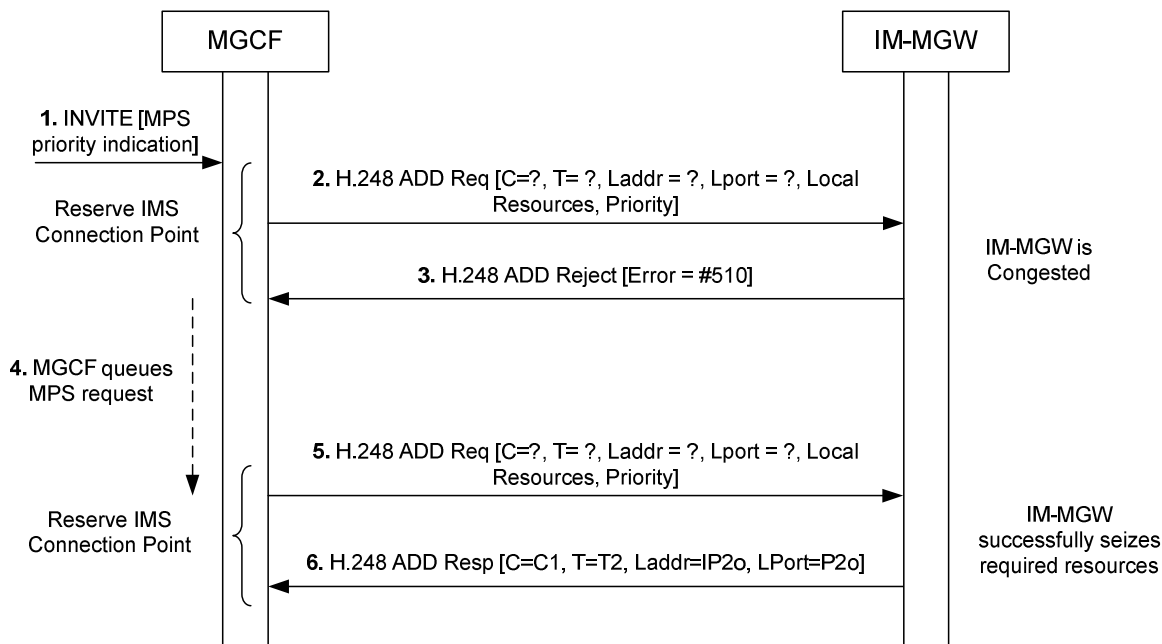 MGCF
IM-MGW
1. INVITE [MPS
priority indication]
2. H.248 ADD Req [C=?, T= ?, Laddr = ?, Lport = ?, Local
Resources, Priority]
Reserve IMS
Connection Point
IM-MGW is
Congested
3. H.248 ADD Reject [Error = #510]
4. MGCF queues
MPS request
5. H.248 ADD Req [C=?, T= ?, Laddr = ?, Lport = ?, Local
Resources, Priority]
Reserve IMS
Connection Point
IM-MGW
successfully seizes
required resources
6. H.248 ADD Resp [C=C1, T=T2, Laddr=IP2o, LPort=P2o]